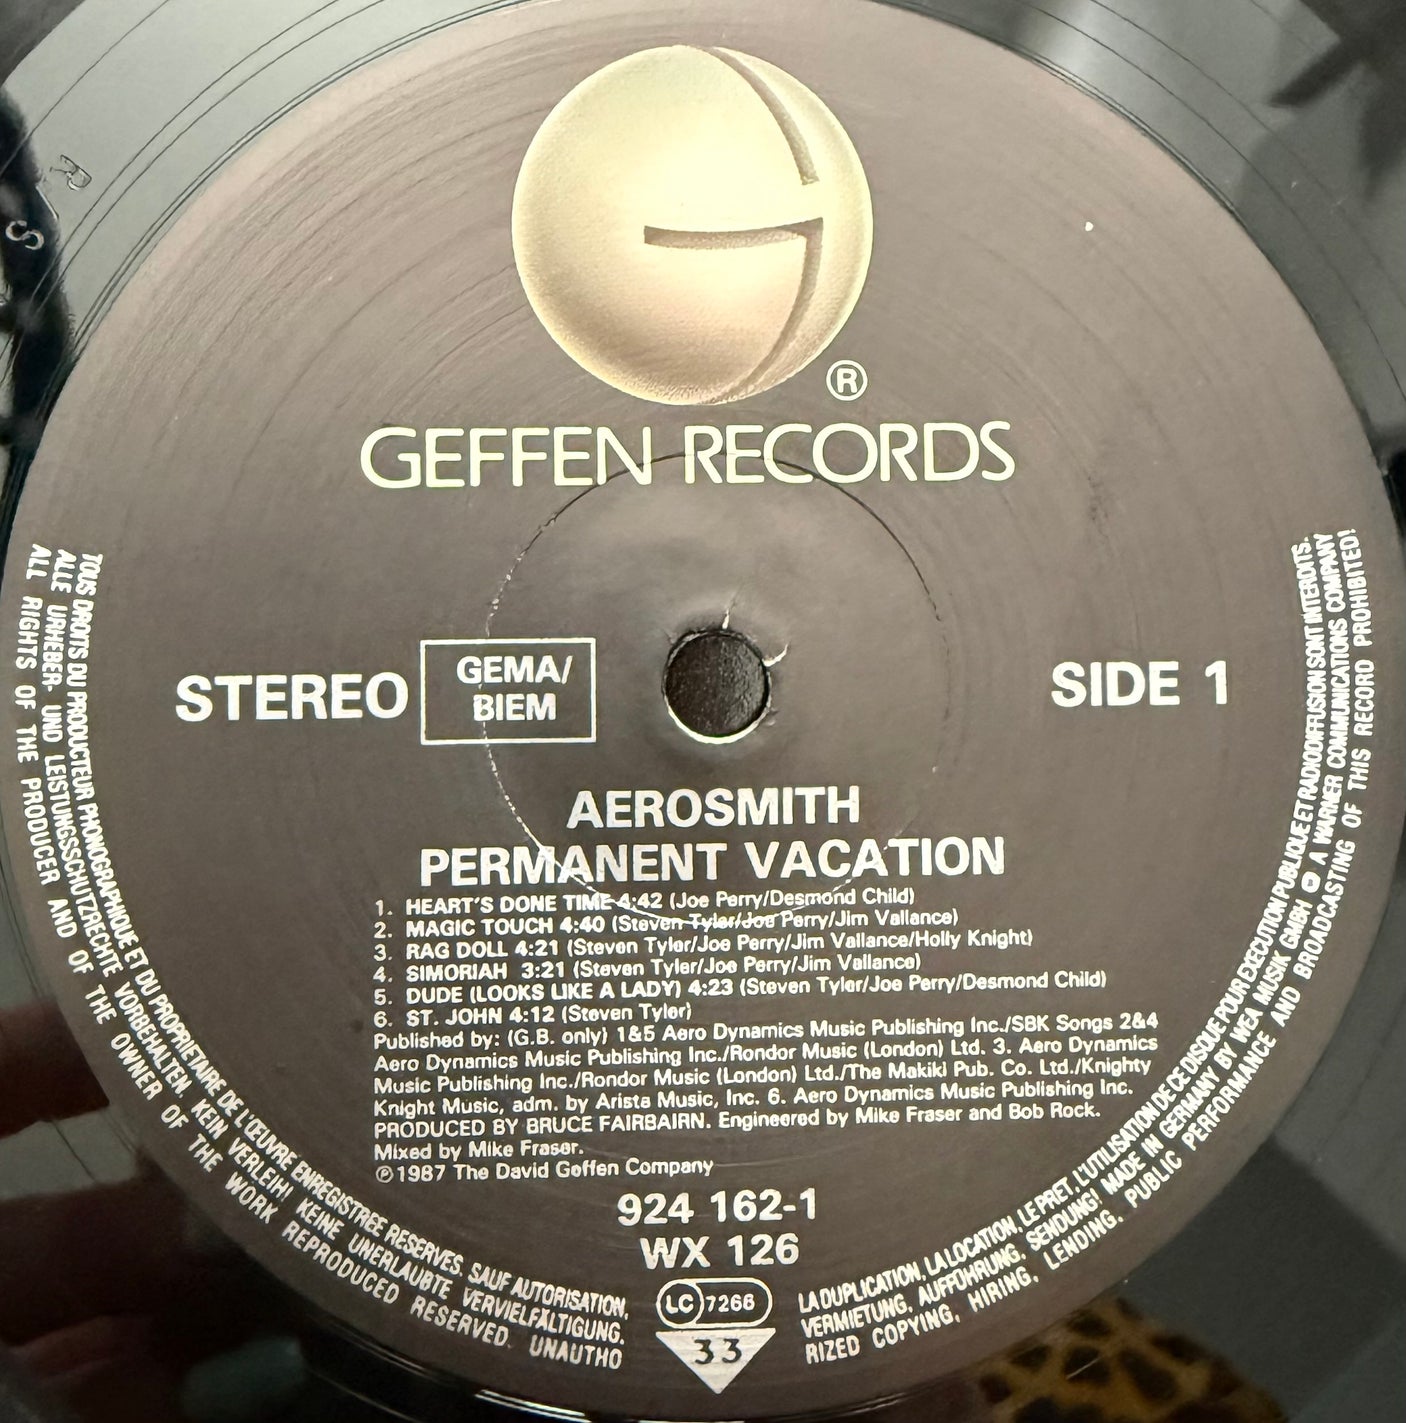 R
S
®
GEFFEN RECORDS
STEREO
GEMA/
BIEM
SIDE 1
AEROSMITH
PERMANENT VACATION
1. HEART'S DONE TIME 4:42 (Joe Perry/Desmond Child)
2. MAGIC TOUCH 4:40 (Steven Tyler/Joe Perry/Jim Vallance)
3. RAG DOLL 4:21 (Steven Tyler/Joe Perry/Jim Vallance/Holly Knight)
4. SIMORIAH 3:21 (Steven Tyler/Joe Perry/Jim Vallance)
5. DUDE (LOOKS LIKE A LADY) 4:23 (Steven Tyler/Joe Perry/Desmond Child)
6. ST. JOHN 4:12 (Steven Tyler)
Published by: (G.B. only) 1&5 Aero Dynamics Music Publishing Inc./SBK Songs 2&4
Aero Dynamics Music Publishing Inc./Rondor Music (London) Ltd. 3. Aero Dynamics
Music Publishing Inc./Rondor Music (London) Ltd./The Makiki Pub. Co. Ltd./Knighty
Knight Music, adm. by Arista Music, Inc. 6. Aero Dynamics Music Publishing Inc.
PRODUCED BY BRUCE FAIRBAIRN. Engineered by Mike Fraser and Bob Rock.
Mixed by Mike Fraser.
℗1987 The David Geffen Company
924 162-1
WX 126
LC 7266
33
TOUS DROITS DU PRODUCTEUR PHONOGRAPHIQUE ET DU PROPRIETAIRE DE L'ŒUVRE ENREGISTREE RESERVES. SAUF AUTORISATION, LA DUPLICATION, LA LOCATION, LE PRET, L'UTILISATION DE CE DISQUE POUR EXECUTION PUBLIQUE ET RADIODIFFUSION SONT INTERDITS.
ALLE URHEBER- UND LEISTUNGSSCHUTZRECHTE VORBEHALTEN. KEIN VERLEIH! KEINE UNERLAUBTE VERVIELFÄLTIGUNG, VERMIETUNG, AUFFÜHRUNG, SENDUNG! MADE IN GERMANY BY WEA MUSIK GMBH A WARNER COMMUNICATIONS COMPANY
ALL RIGHTS OF THE PRODUCER AND OF THE OWNER OF THE WORK REPRODUCED RESERVED. UNAUTHORIZED COPYING, HIRING, LENDING, PUBLIC PERFORMANCE AND BROADCASTING OF THIS RECORD PROHIBITED!